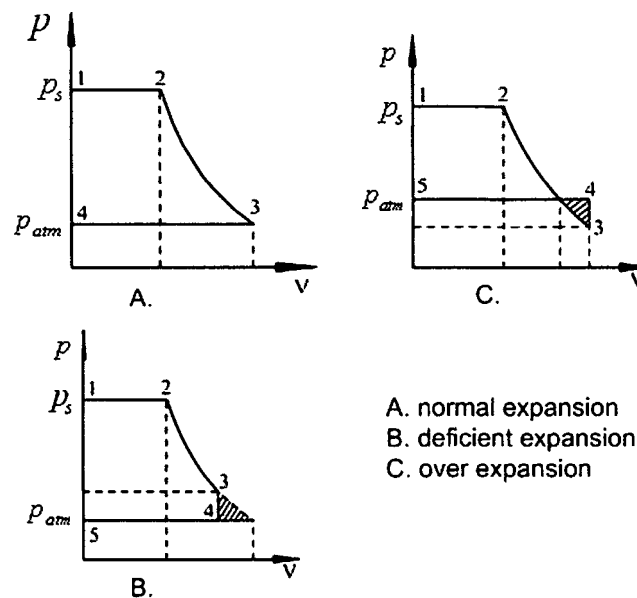 p
p_s 1 2
p_atm 4 3
v
A.
p
p_s 1 2
p_atm 5 4
3
v
C.
p
p_s 1 2
3
p_atm 4
5
v
B.
A. normal expansion
B. deficient expansion
C. over expansion